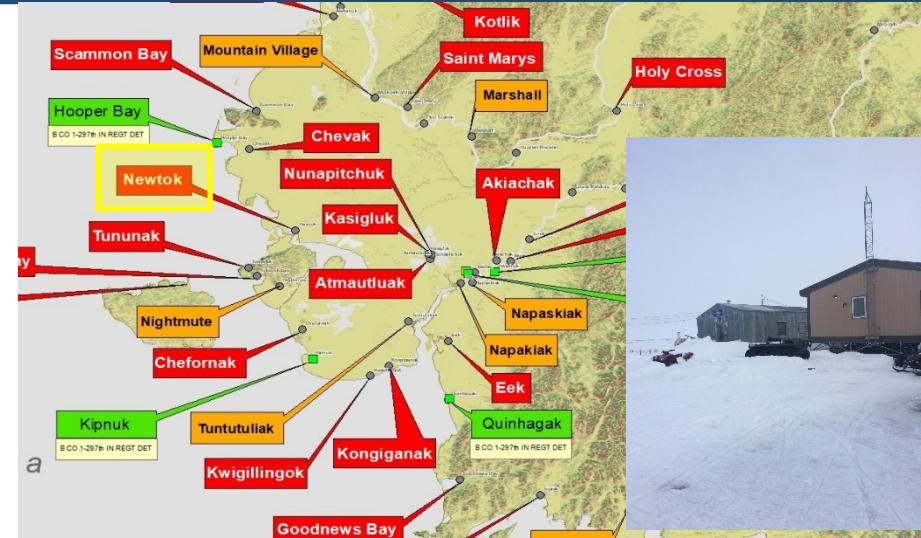 Kotlik
Scammon Bay
Mountain Village
Saint Marys
Holy Cross
Marshall
Hooper Bay
B CO 1-297th IN REGT DET
Chevak
Newtok
Nunapitchuk
Akiachak
Kasigluk
Tununak
Atmautluak
Nightmute
Napaskiak
Napakiak
Chefornak
Eek
Kipnuk
B CO 1-297th IN REGT DET
Tuntutuliak
Quinhagak
B CO 1-297th IN REGT DET
Kongiganak
Kwigillingok
a
Goodnews Bay